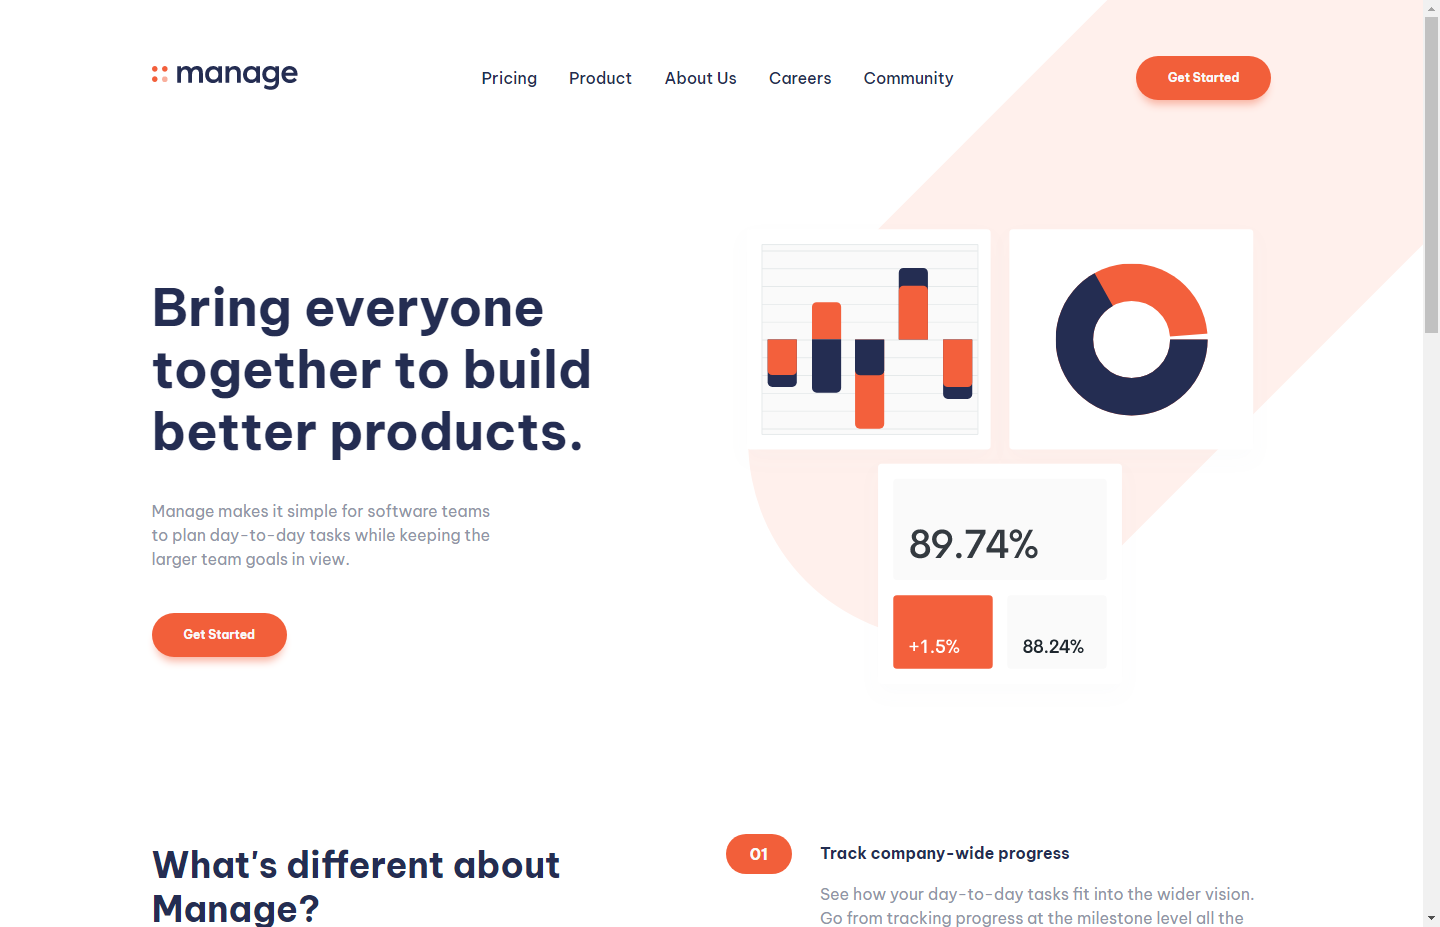 manage
Pricing
Product
About Us
Careers
Community
Get Started
Bring everyone
together to build
better products.
Manage makes it simple for software teams
to plan day-to-day tasks while keeping the
larger team goals in view.
Get Started
89.74%
+1.5%
88.24%
What's different about
Manage?
01
Track company-wide progress
See how your day-to-day tasks fit into the wider vision.
Go from tracking progress at the milestone level all the